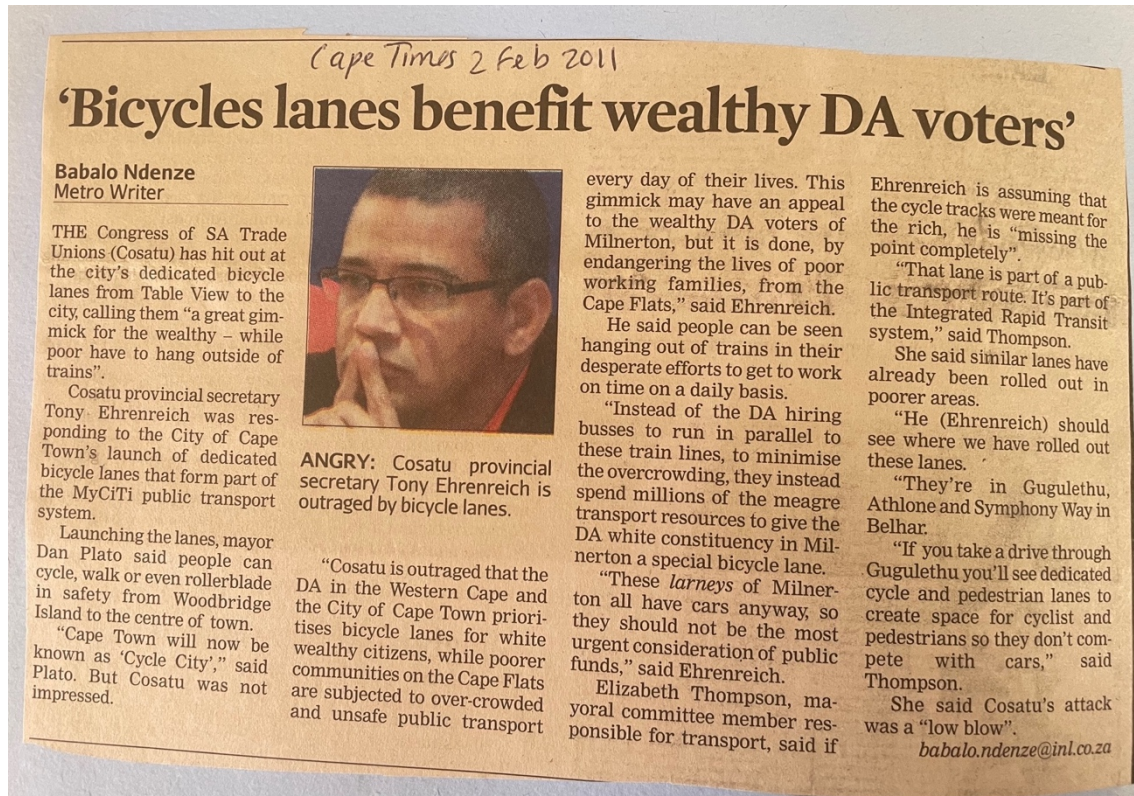 Cape Times 2 Feb 2011
‘Bicycles lanes benefit wealthy DA voters’
Babalo Ndenze
Metro Writer
THE Congress of SA Trade
Unions (Cosatu) has hit out at
the city’s dedicated bicycle
lanes from Table View to the
city, calling them “a great gim-
mick for the wealthy – while
poor have to hang outside of
trains”.
Cosatu provincial secretary
Tony Ehrenreich was res-
ponding to the City of Cape
Town’s launch of dedicated
bicycle lanes that form part of
the MyCiTi public transport
system.
Launching the lanes, mayor
Dan Plato said people can
cycle, walk or even rollerblade
in safety from Woodbridge
Island to the centre of town.
“Cape Town will now be
known as ‘Cycle City’,” said
Plato. But Cosatu was not
impressed.
ANGRY: Cosatu provincial
secretary Tony Ehrenreich is
outraged by bicycle lanes.
“Cosatu is outraged that the
DA in the Western Cape and
the City of Cape Town priori-
tises bicycle lanes for white
wealthy citizens, while poorer
communities on the Cape Flats
are subjected to over-crowded
and unsafe public transport
every day of their lives. This
gimmick may have an appeal
to the wealthy DA voters of
Milnerton, but it is done, by
endangering the lives of poor
working families, from the
Cape Flats,” said Ehrenreich.
He said people can be seen
hanging out of trains in their
desperate efforts to get to work
on time on a daily basis.
“Instead of the DA hiring
busses to run in parallel to
these train lines, to minimise
the overcrowding, they instead
spend millions of the meagre
transport resources to give the
DA white constituency in Mil-
nerton a special bicycle lane.
“These larneys of Milner-
ton all have cars anyway, so
they should not be the most
urgent consideration of public
funds,” said Ehrenreich.
Elizabeth Thompson, ma-
yoral committee member res-
ponsible for transport, said if
Ehrenreich is assuming that
the cycle tracks were meant for
the rich, he is “missing the
point completely”.
“That lane is part of a pub-
lic transport route. It’s part of
the Integrated Rapid Transit
system,” said Thompson.
She said similar lanes have
already been rolled out in
poorer areas.
“He (Ehrenreich) should
see where we have rolled out
these lanes.
“They’re in Gugulethu,
Athlone and Symphony Way in
Belhar.
“If you take a drive through
Gugulethu you’ll see dedicated
cycle and pedestrian lanes to
create space for cyclist and
pedestrians so they don’t com-
pete with cars,” said
Thompson.
She said Cosatu’s attack
was a “low blow”.
babalo.ndenze@inl.co.za